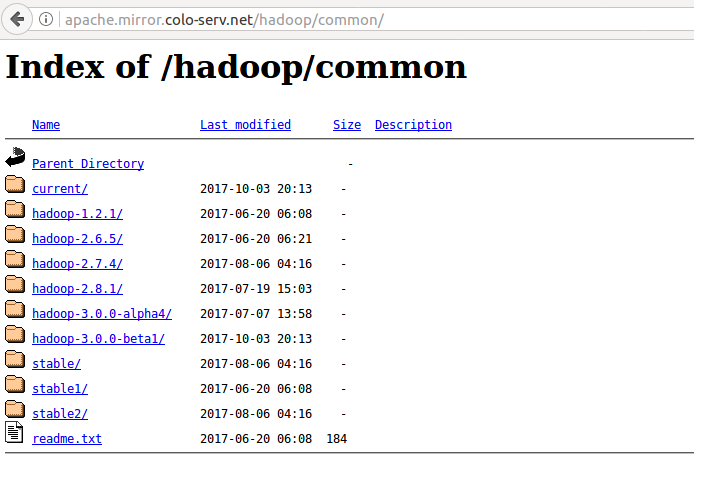 apache.mirror.colo-serv.net/hadoop/common/
Index of /hadoop/common
Name Last modified Size Description
Parent Directory -
current/ 2017-10-03 20:13 -
hadoop-1.2.1/ 2017-06-20 06:08 -
hadoop-2.6.5/ 2017-06-20 06:21 -
hadoop-2.7.4/ 2017-08-06 04:16 -
hadoop-2.8.1/ 2017-07-19 15:03 -
hadoop-3.0.0-alpha4/ 2017-07-07 13:58 -
hadoop-3.0.0-beta1/ 2017-10-03 20:13 -
stable/ 2017-08-06 04:16 -
stable1/ 2017-06-20 06:08 -
stable2/ 2017-08-06 04:16 -
readme.txt 2017-06-20 06:08 184